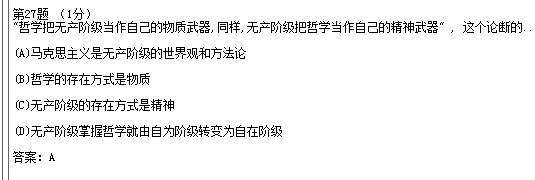 第27题 (1分)
"哲学把无产阶级当作自己的物质武器,同样,无产阶级把哲学当作自己的精神武器", 这个论断的..
(A)马克思主义是无产阶级的世界观和方法论
(B)哲学的存在方式是物质
(C)无产阶级的存在方式是精神
(D)无产阶级掌握哲学就由自为阶级转变为自在阶级
答案: A